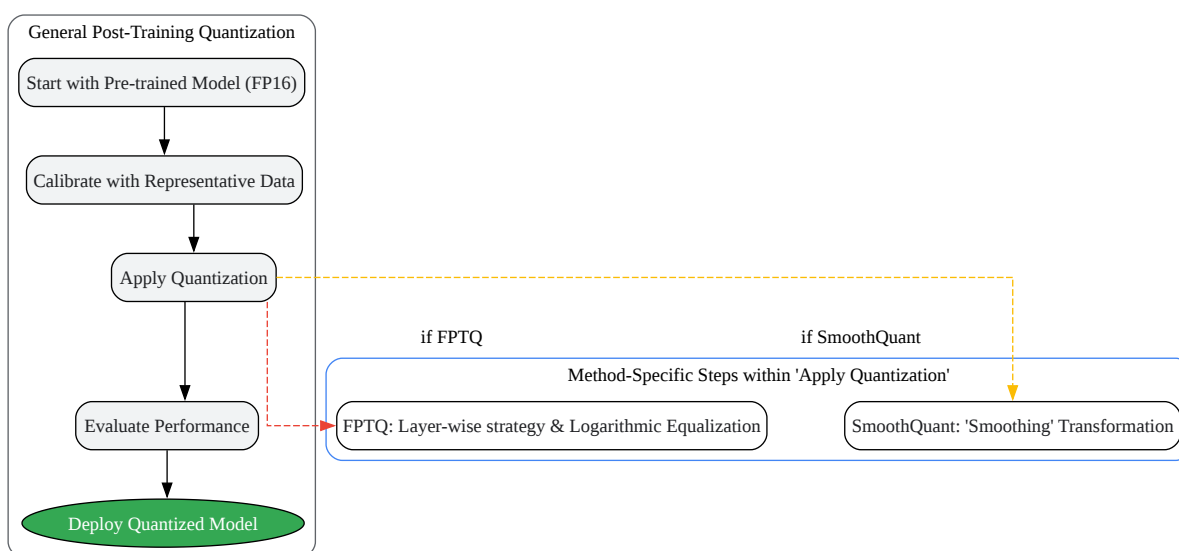 General Post-Training Quantization
Start with Pre-trained Model (FP16)
Calibrate with Representative Data
Apply Quantization
if FPTQ
if SmoothQuant
Method-Specific Steps within 'Apply Quantization'
Evaluate Performance
FPTQ: Layer-wise strategy & Logarithmic Equalization
SmoothQuant: 'Smoothing' Transformation
Deploy Quantized Model